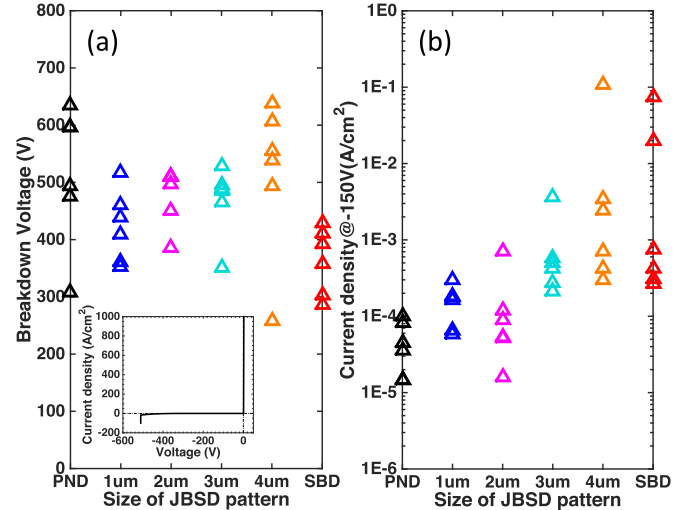 (a)
Breakdown Voltage (V)
800
700
600
500
400
300
200
100
0
PND 1um 2um 3um 4um SBD
Size of JBSD pattern
Current density (A/cm²)
1000
800
600
400
200
0
-200
-600 -400 -200 0
Voltage (V)
(b)
Current density@-150V(A/cm²)
1E+0
1E-1
1E-2
1E-3
1E-4
1E-5
1E-6
PND 1um 2um 3um 4um SBD
Size of JBSD pattern